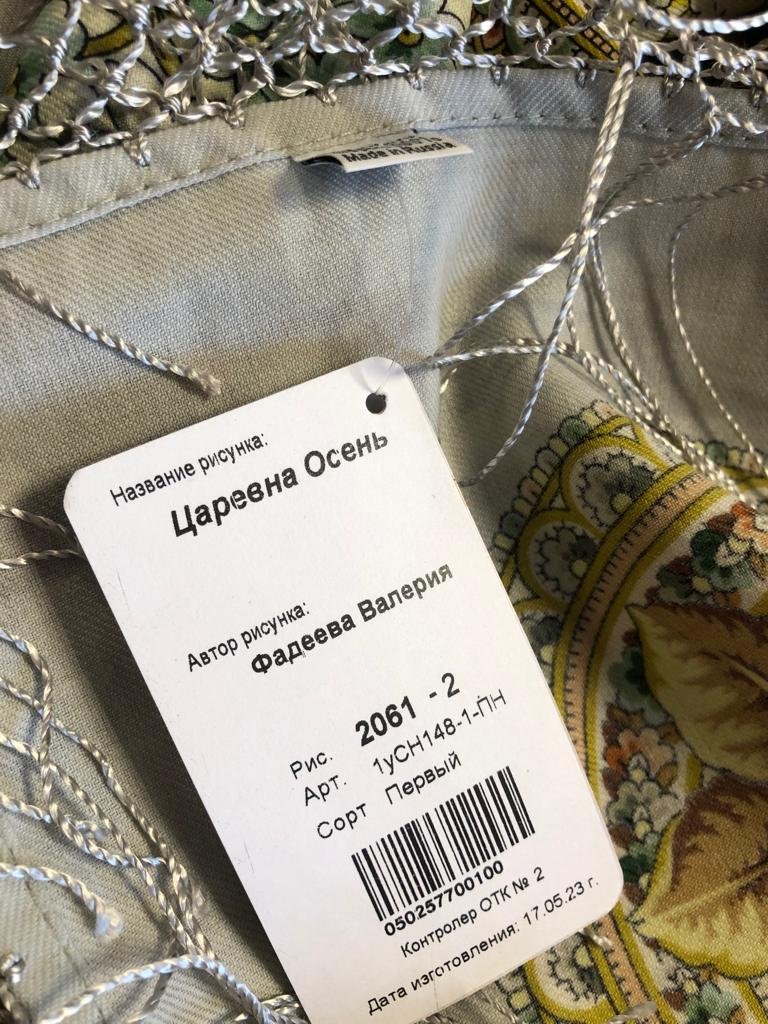 Made in Russia
Название рисунка:
Царевна Осень
Автор рисунка:
Фадеева Валерия
Рис. 2061 - 2
Арт. 1уСН148-1-ПН
Сорт Первый
050257700100
Контролер ОТК № 2
Дата изготовления: 17.05.23 г.